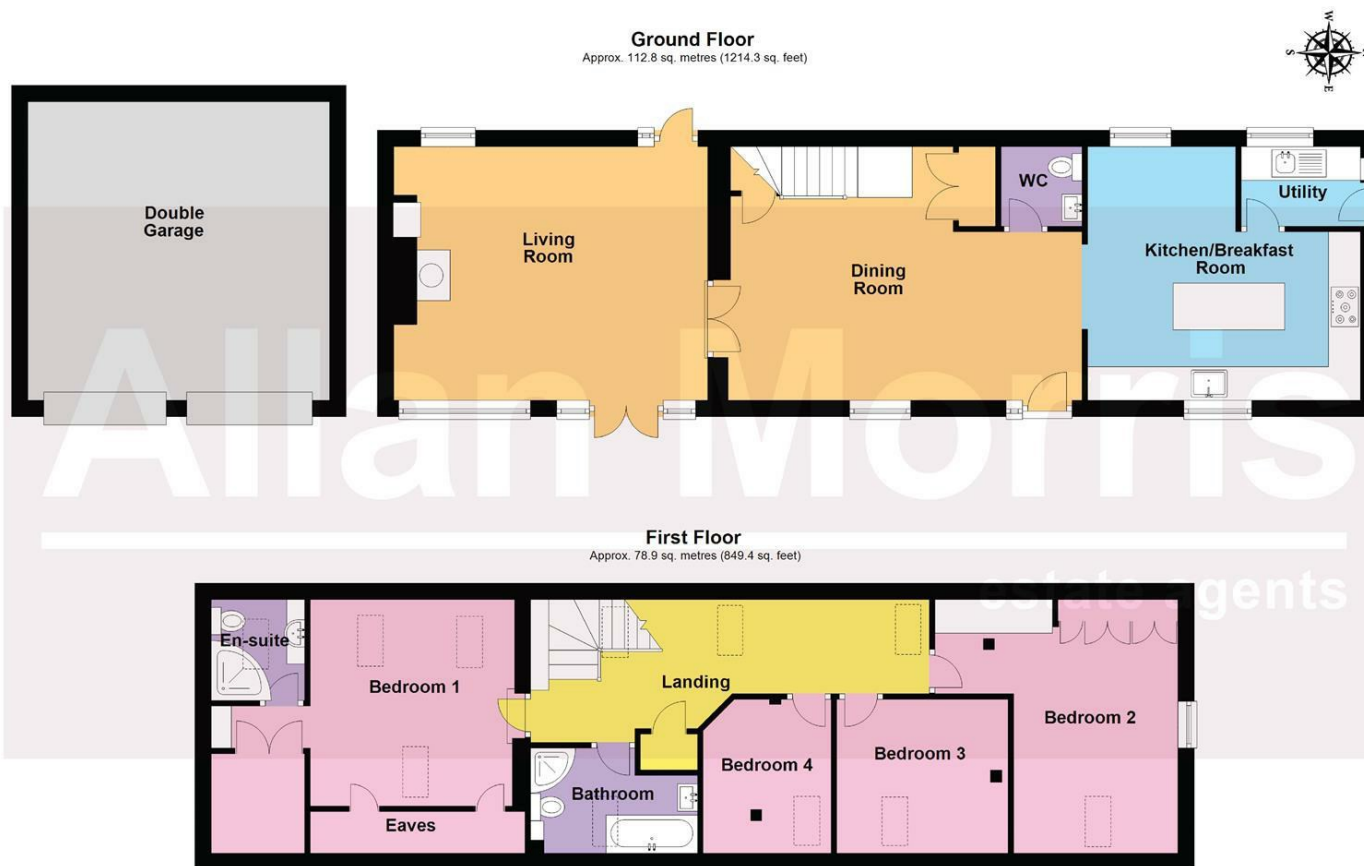 Ground Floor
Approx. 112.8 sq. metres (1214.3 sq. feet)
W
S
E
Double
Garage
Living
Room
Dining
Room
WC
Kitchen/Breakfast
Room
Utility
Allan Morris
estate agents
First Floor
Approx. 78.9 sq. metres (849.4 sq. feet)
En-suite
Bedroom 1
Landing
Bedroom 2
Bedroom 3
Bedroom 4
Bathroom
Eaves